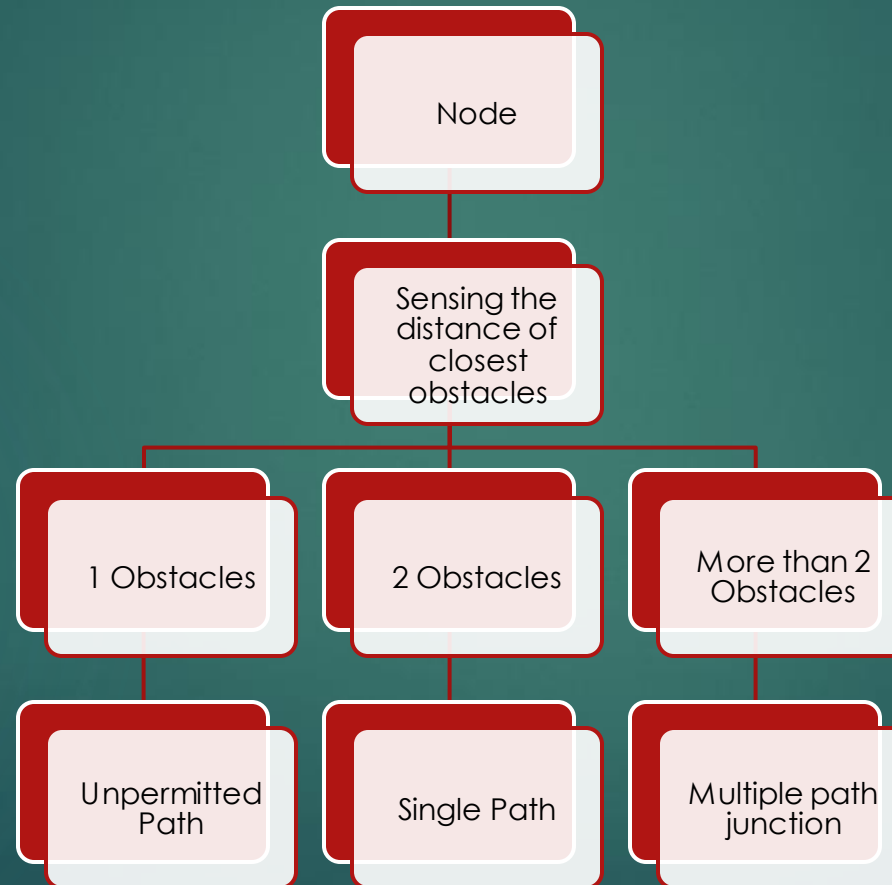 Node
Sensing the
distance of
closest
obstacles
1 Obstacles
2 Obstacles
More than 2
Obstacles
Unpermitted
Path
Single Path
Multiple path
junction